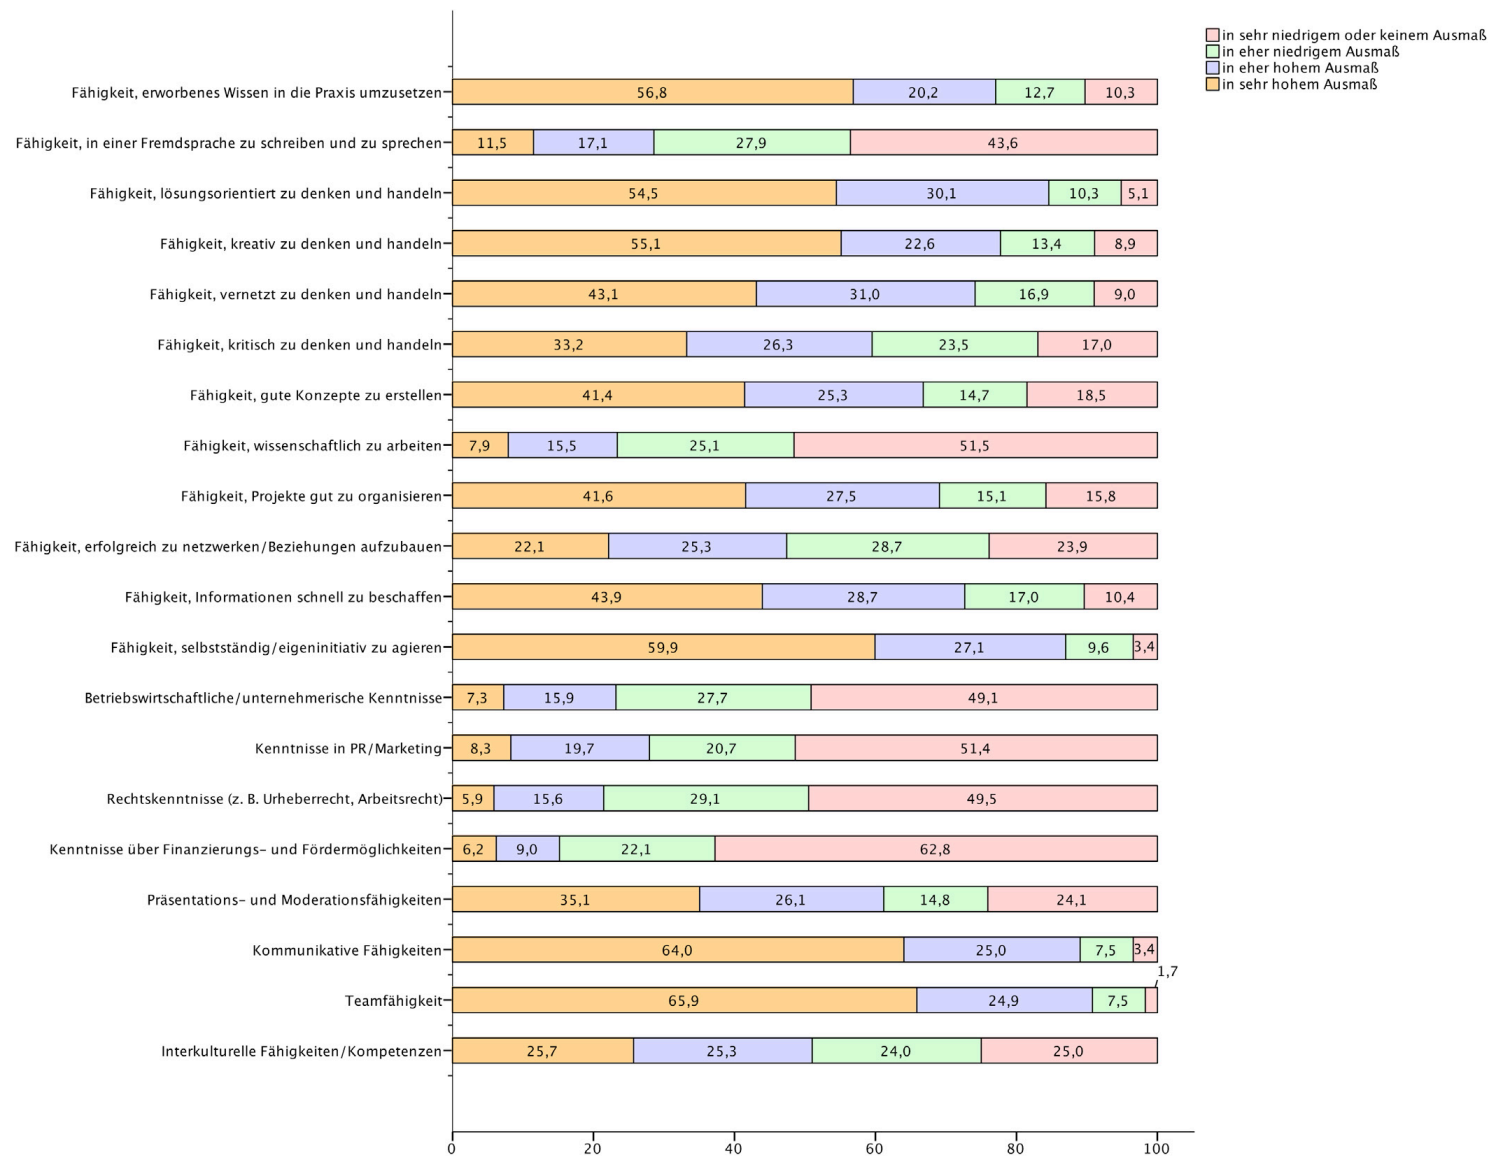 in sehr niedrigem oder keinem Ausmaß
in eher niedrigem Ausmaß
in eher hohem Ausmaß
in sehr hohem Ausmaß
Fähigkeit, erworbenes Wissen in die Praxis umzusetzen 56,8 20,2 12,7 10,3
Fähigkeit, in einer Fremdsprache zu schreiben und zu sprechen 11,5 17,1 27,9 43,6
Fähigkeit, lösungsorientiert zu denken und handeln 54,5 30,1 10,3 5,1
Fähigkeit, kreativ zu denken und handeln 55,1 22,6 13,4 8,9
Fähigkeit, vernetzt zu denken und handeln 43,1 31,0 16,9 9,0
Fähigkeit, kritisch zu denken und handeln 33,2 26,3 23,5 17,0
Fähigkeit, gute Konzepte zu erstellen 41,4 25,3 14,7 18,5
Fähigkeit, wissenschaftlich zu arbeiten 7,9 15,5 25,1 51,5
Fähigkeit, Projekte gut zu organisieren 41,6 27,5 15,1 15,8
Fähigkeit, erfolgreich zu netzwerken/Beziehungen aufzubauen 22,1 25,3 28,7 23,9
Fähigkeit, Informationen schnell zu beschaffen 43,9 28,7 17,0 10,4
Fähigkeit, selbstständig/eigeninitiativ zu agieren 59,9 27,1 9,6 3,4
Betriebswirtschaftliche/unternehmerische Kenntnisse 7,3 15,9 27,7 49,1
Kenntnisse in PR/Marketing 8,3 19,7 20,7 51,4
Rechtskenntnisse (z. B. Urheberrecht, Arbeitsrecht) 5,9 15,6 29,1 49,5
Kenntnisse über Finanzierungs- und Fördermöglichkeiten 6,2 9,0 22,1 62,8
Präsentations- und Moderationsfähigkeiten 35,1 26,1 14,8 24,1
Kommunikative Fähigkeiten 64,0 25,0 7,5 3,4
1,7
Teamfähigkeit 65,9 24,9 7,5
Interkulturelle Fähigkeiten/Kompetenzen 25,7 25,3 24,0 25,0
0 20 40 60 80 100